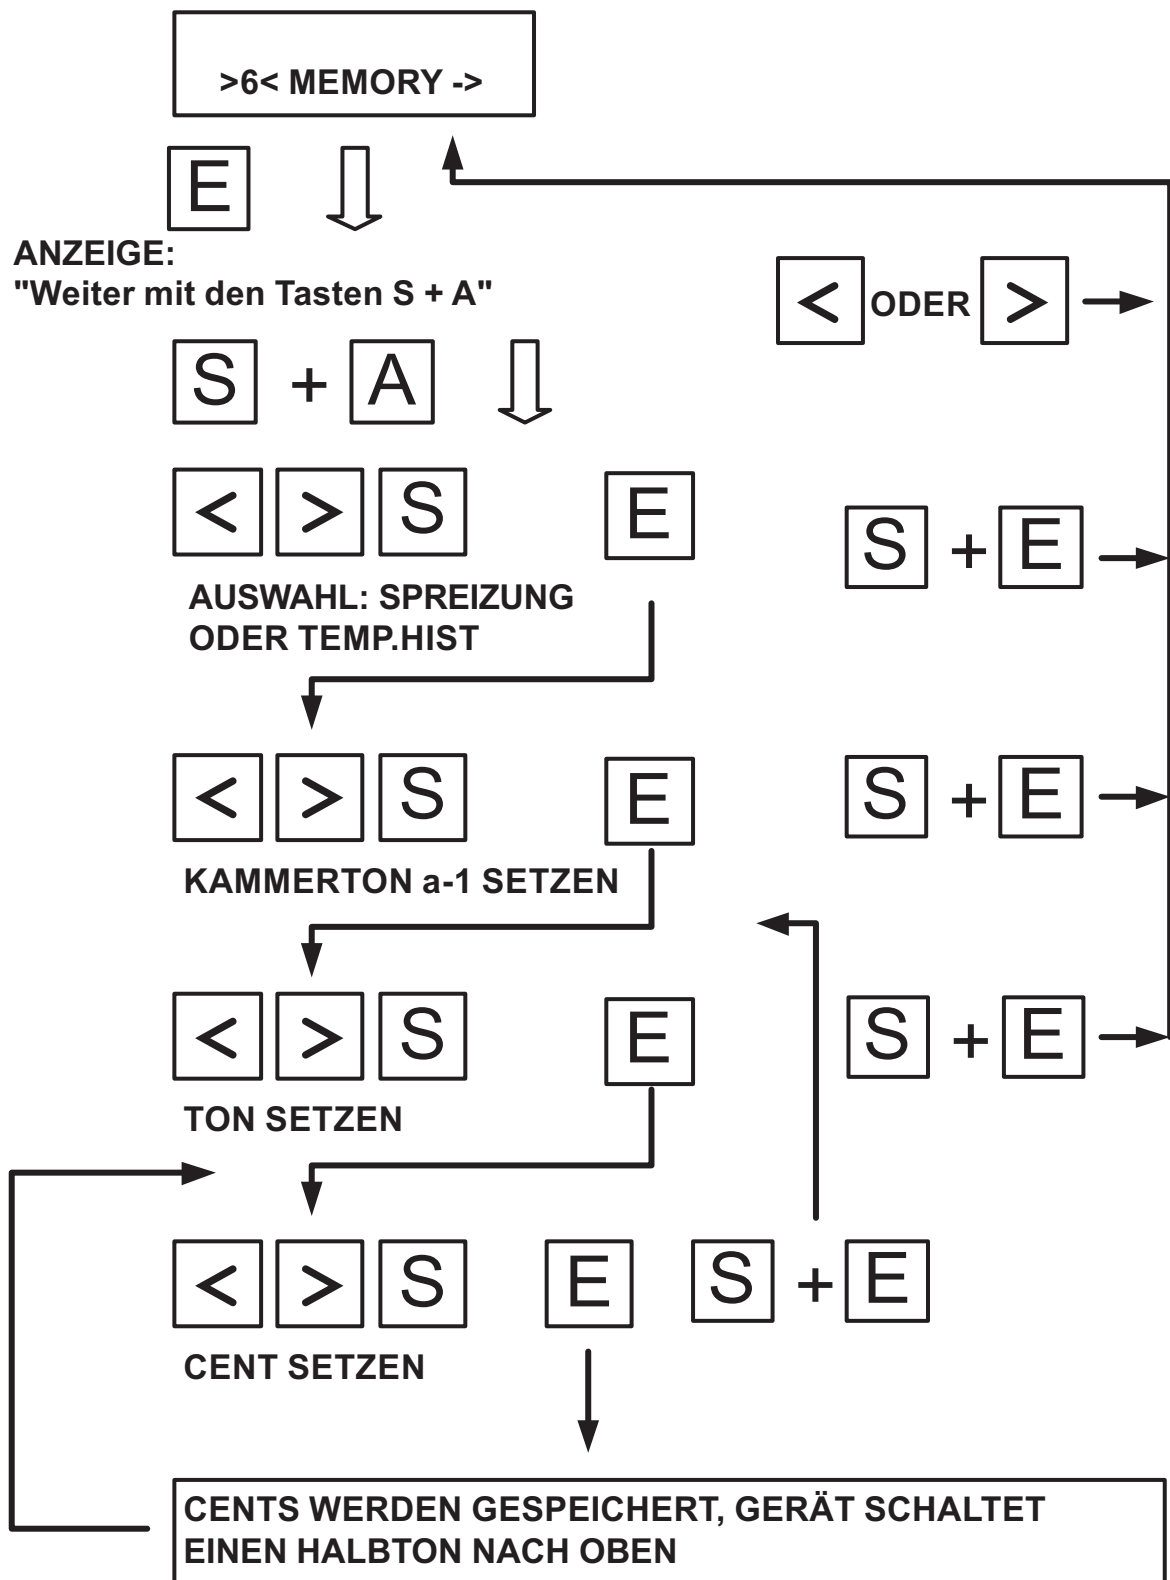 >6< MEMORY ->
E
ANZEIGE:
"Weiter mit den Tasten S + A"
< ODER >
S + A
< > S E
S + E
AUSWAHL: SPREIZUNG
ODER TEMP.HIST
< > S E
S + E
KAMMERTON a-1 SETZEN
< > S E
S + E
TON SETZEN
< > S E S + E
CENT SETZEN
CENTS WERDEN GESPEICHERT, GERÄT SCHALTET
EINEN HALBTON NACH OBEN